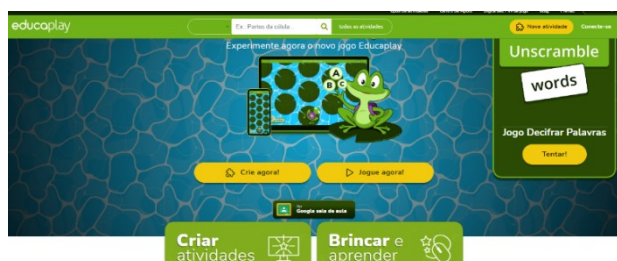 educaplay
Ex. Partes da célula...
todas as atividades
Nova atividade
Conecte-se
Experimente agora o novo jogo Educaplay
A
B C
Unscramble
words
Jogo Decifrar Palavras
Tentar!
Crie agora!
Jogue agora!
Google sala de aula
Criar
atividades
Brincar e
aprender